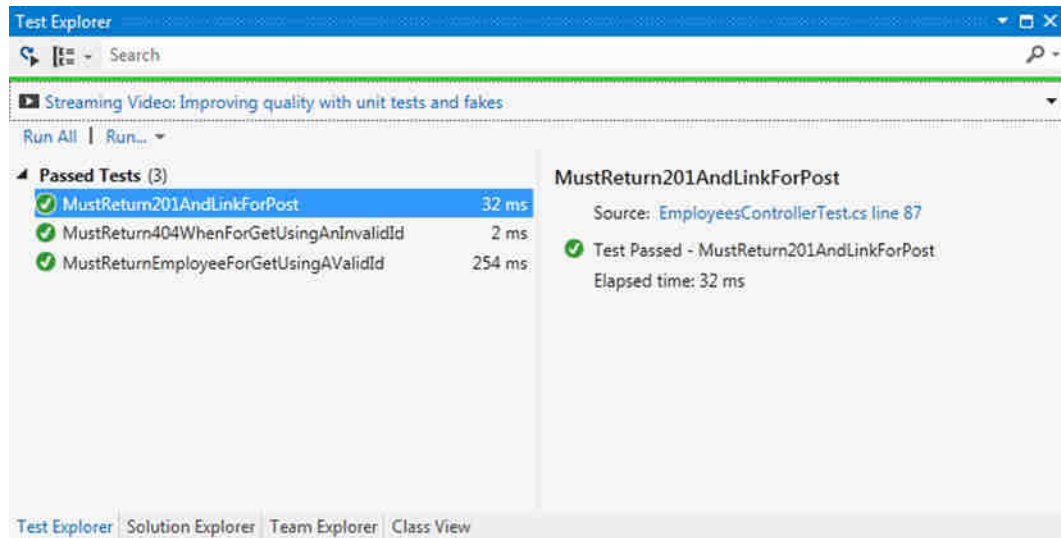 Test Explorer
Search
Streaming Video: Improving quality with unit tests and fakes
Run All | Run...
Passed Tests (3)
MustReturn201AndLinkForPost 32 ms
MustReturn404WhenForGetUsingAnInvalidId 2 ms
MustReturnEmployeeForGetUsingAValidId 254 ms
MustReturn201AndLinkForPost
Source: EmployeesControllerTest.cs line 87
Test Passed - MustReturn201AndLinkForPost
Elapsed time: 32 ms
Test Explorer Solution Explorer Team Explorer Class View